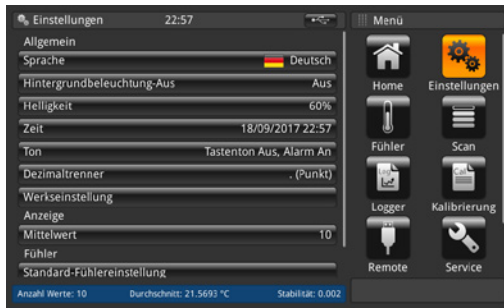 Einstellungen 22:57
Allgemein
Sprache Deutsch
Hintergrundbeleuchtung-Aus Aus
Helligkeit 60%
Zeit 18/09/2017 22:57
Ton Tastenton Aus, Alarm An
Dezimaltrenner . (Punkt)
Werkseinstellung
Anzeige
Mittelwert 10
Fühler
Standard-Fühlereinstellung
Anzahl Werte: 10 Durchschnitt: 21.5693 °C Stabilität: 0.002
Menü
Home Einstellungen
Fühler Scan
Log Cal
Logger Kalibrierung
Remote Service